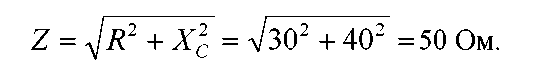 Z = √(R² + X_C²) = √(30² + 40²) = 50 Ом.